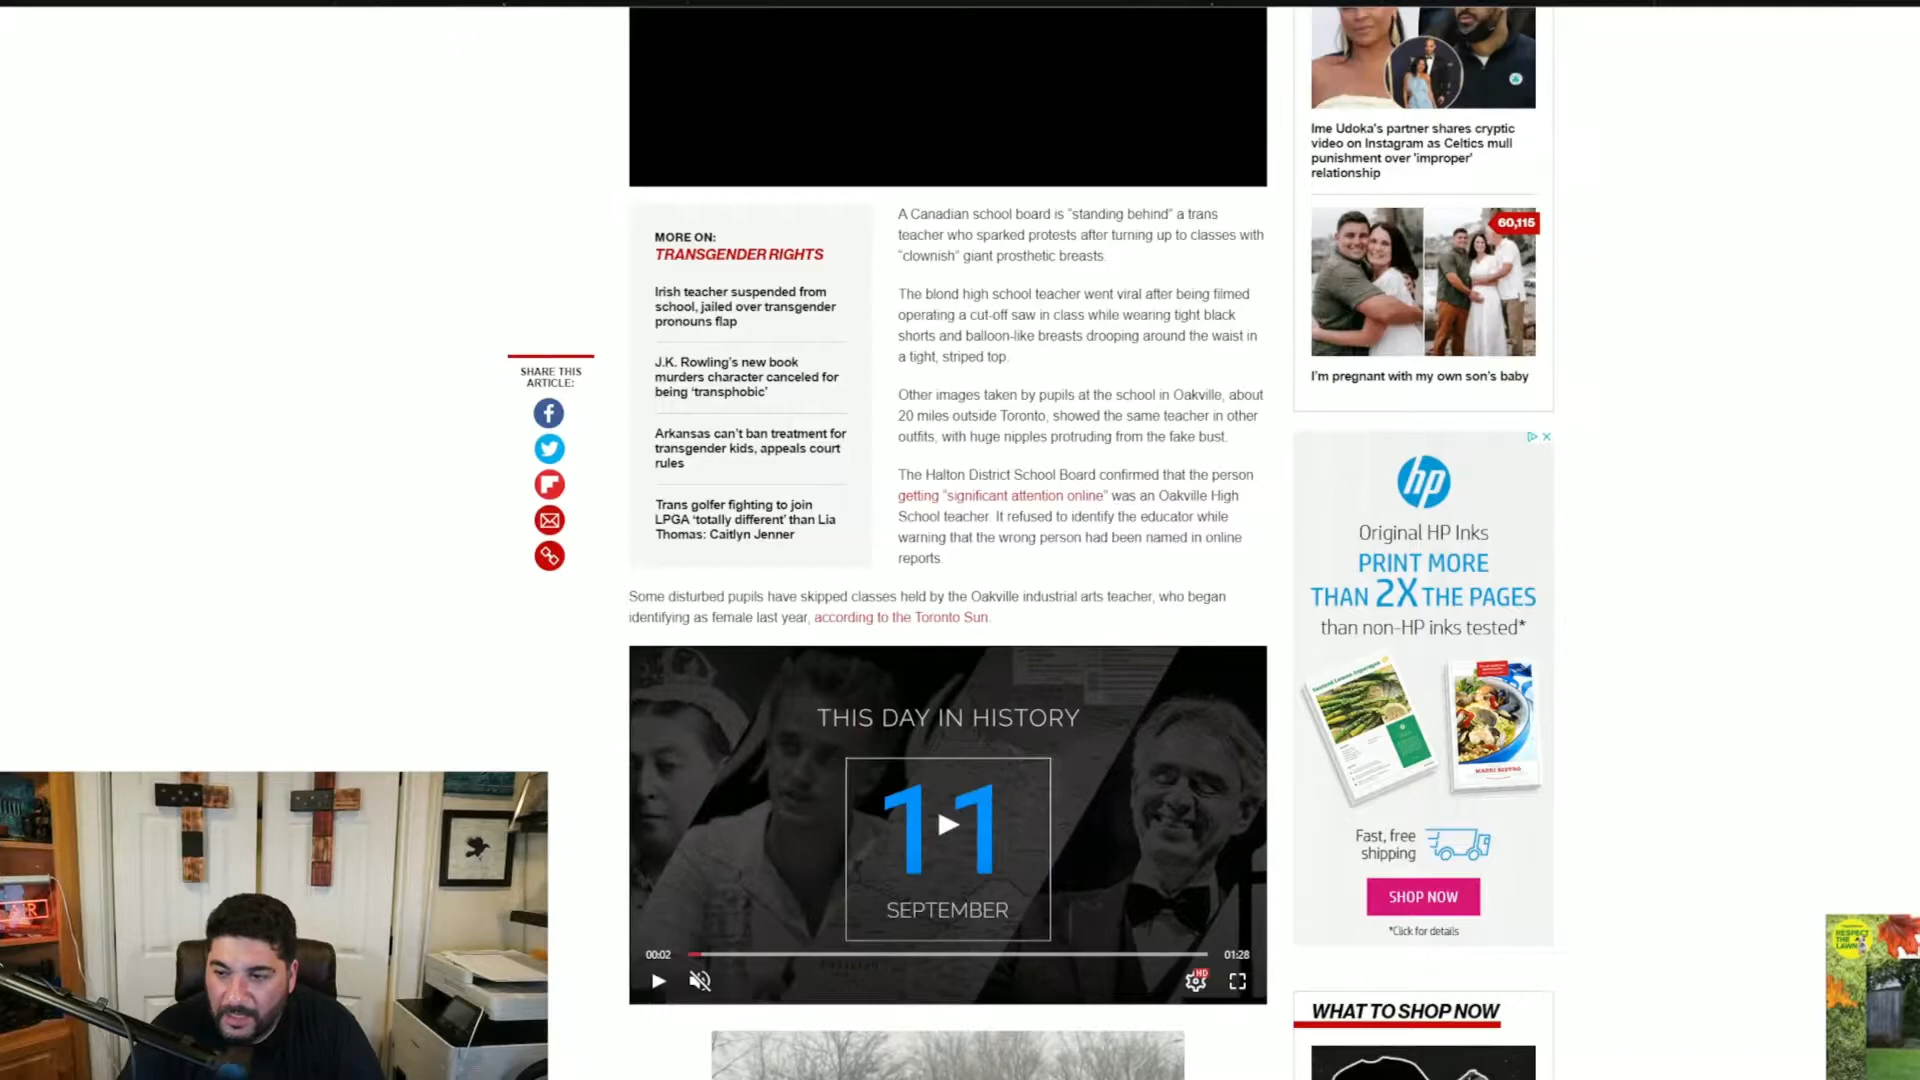 Ime Udoka's partner shares cryptic
video on Instagram as Celtics mull
punishment over 'improper'
relationship
60,115
I'm pregnant with my own son's baby
SHARE THIS
ARTICLE:
MORE ON:
TRANSGENDER RIGHTS
Irish teacher suspended from
school, jailed over transgender
pronouns flap
J.K. Rowling's new book
murders character canceled for
being 'transphobic'
Arkansas can't ban treatment for
transgender kids, appeals court
rules
Trans golfer fighting to join
LPGA 'totally different' than Lia
Thomas: Caitlyn Jenner
A Canadian school board is “standing behind” a trans
teacher who sparked protests after turning up to classes with
“clownish” giant prosthetic breasts.
The blond high school teacher went viral after being filmed
operating a cut-off saw in class while wearing tight black
shorts and balloon-like breasts drooping around the waist in
a tight, striped top.
Other images taken by pupils at the school in Oakville, about
20 miles outside Toronto, showed the same teacher in other
outfits, with huge nipples protruding from the fake bust.
The Halton District School Board confirmed that the person
getting “significant attention online” was an Oakville High
School teacher. It refused to identify the educator while
warning that the wrong person had been named in online
reports.
Some disturbed pupils have skipped classes held by the Oakville industrial arts teacher, who began
identifying as female last year, according to the Toronto Sun.
THIS DAY IN HISTORY
11
SEPTEMBER
00:02
01:28
HD
hp
Original HP Inks
PRINT MORE
THAN 2X THE PAGES
than non-HP inks tested*
Fast, free
shipping
SHOP NOW
*Click for details
WHAT TO SHOP NOW
RESPECT
THE
LAWN